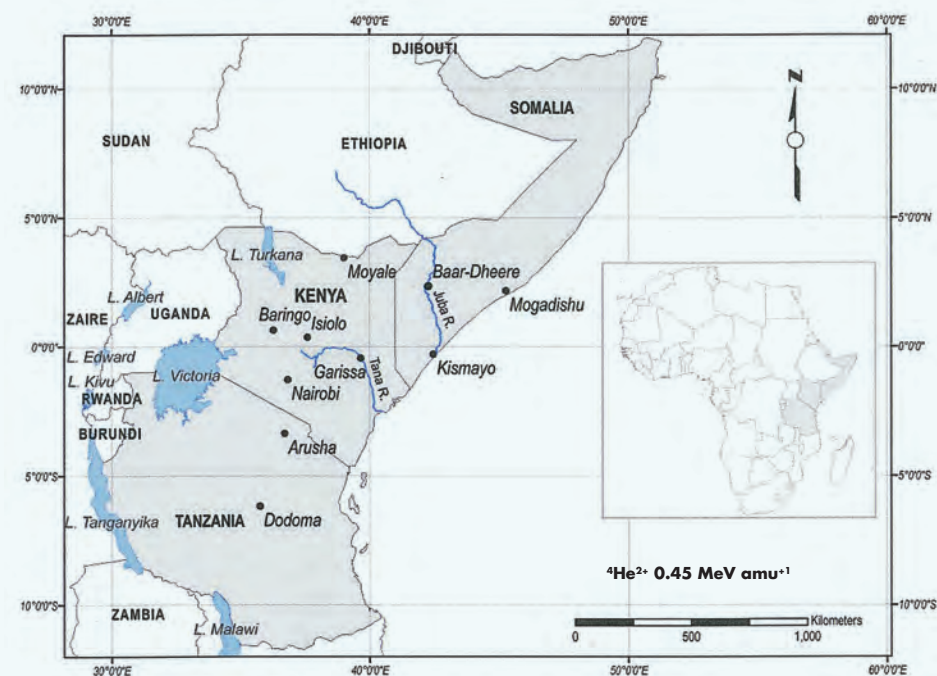 30°0'0"E 40°0'0"E 50°0'0"E 60°0'0"E
DJIBOUTI
10°0'0"N 10°0'0"N
N
SOMALIA
SUDAN
ETHIOPIA
5°0'0"N 5°0'0"N
L. Turkana
Moyale
Baar-Dheere
L. Albert
KENYA
Juba R.
Mogadishu
Baringo
Isiolo
UGANDA
ZAIRE
0°0'0" 0°0'0"N
L. Edward
Kismayo
Garissa
Tana R.
L. Victoria
L. Kivu
Nairobi
RWANDA
BURUNDI
Arusha
5°0'0"S 5°0'0"S
L. Tanganyika
TANZANIA
Dodoma
⁴He²⁺ 0.45 MeV amu⁺¹
10°0'0"S 10°0'0"S
ZAMBIA
L. Malawi
Kilometers
0 500 1,000
30°0'0"E 40°0'0"E 50°0'0"E 60°0'0"E